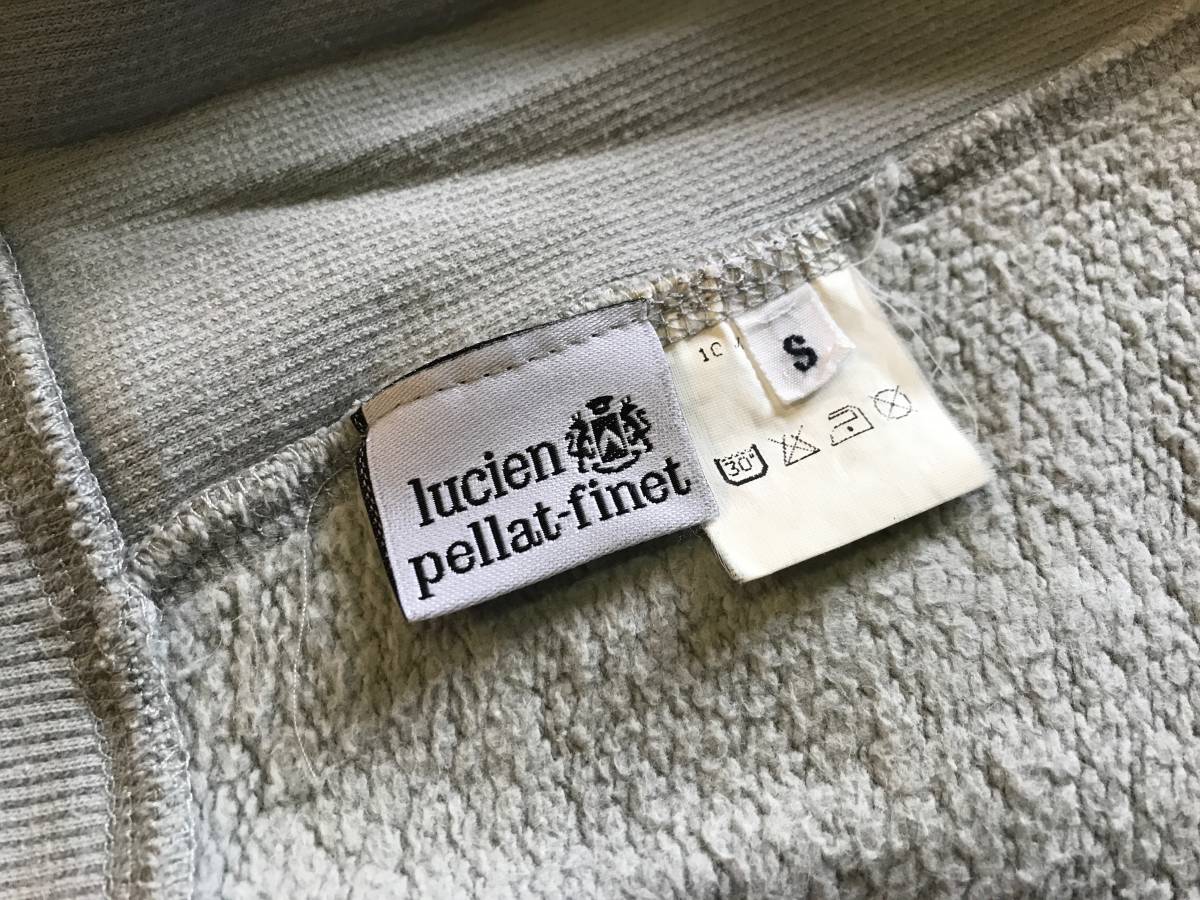 lucien
pellat-finet
S
30°